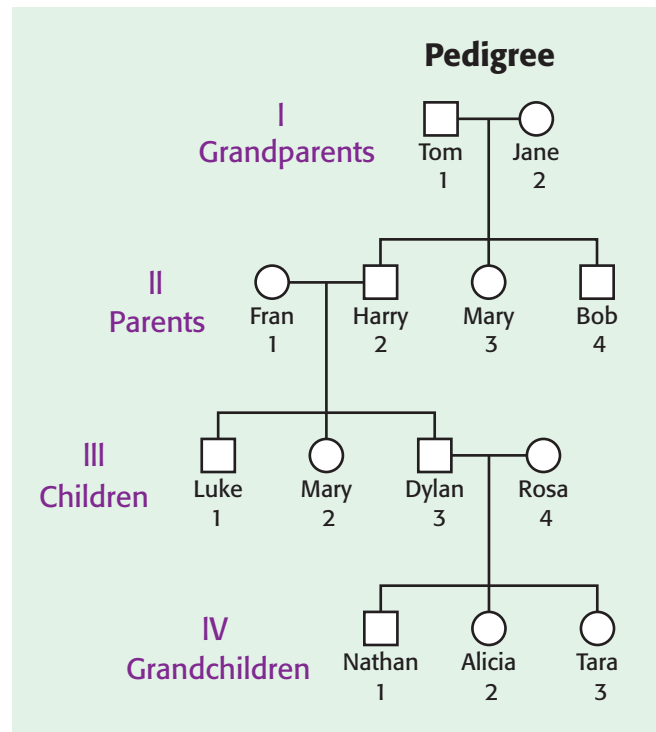 Pedigree
I
Grandparents
Tom Jane
1 2
II
Parents
Fran Harry Mary Bob
1 2 3 4
III
Children
Luke Mary Dylan Rosa
1 2 3 4
IV
Grandchildren
Nathan Alicia Tara
1 2 3